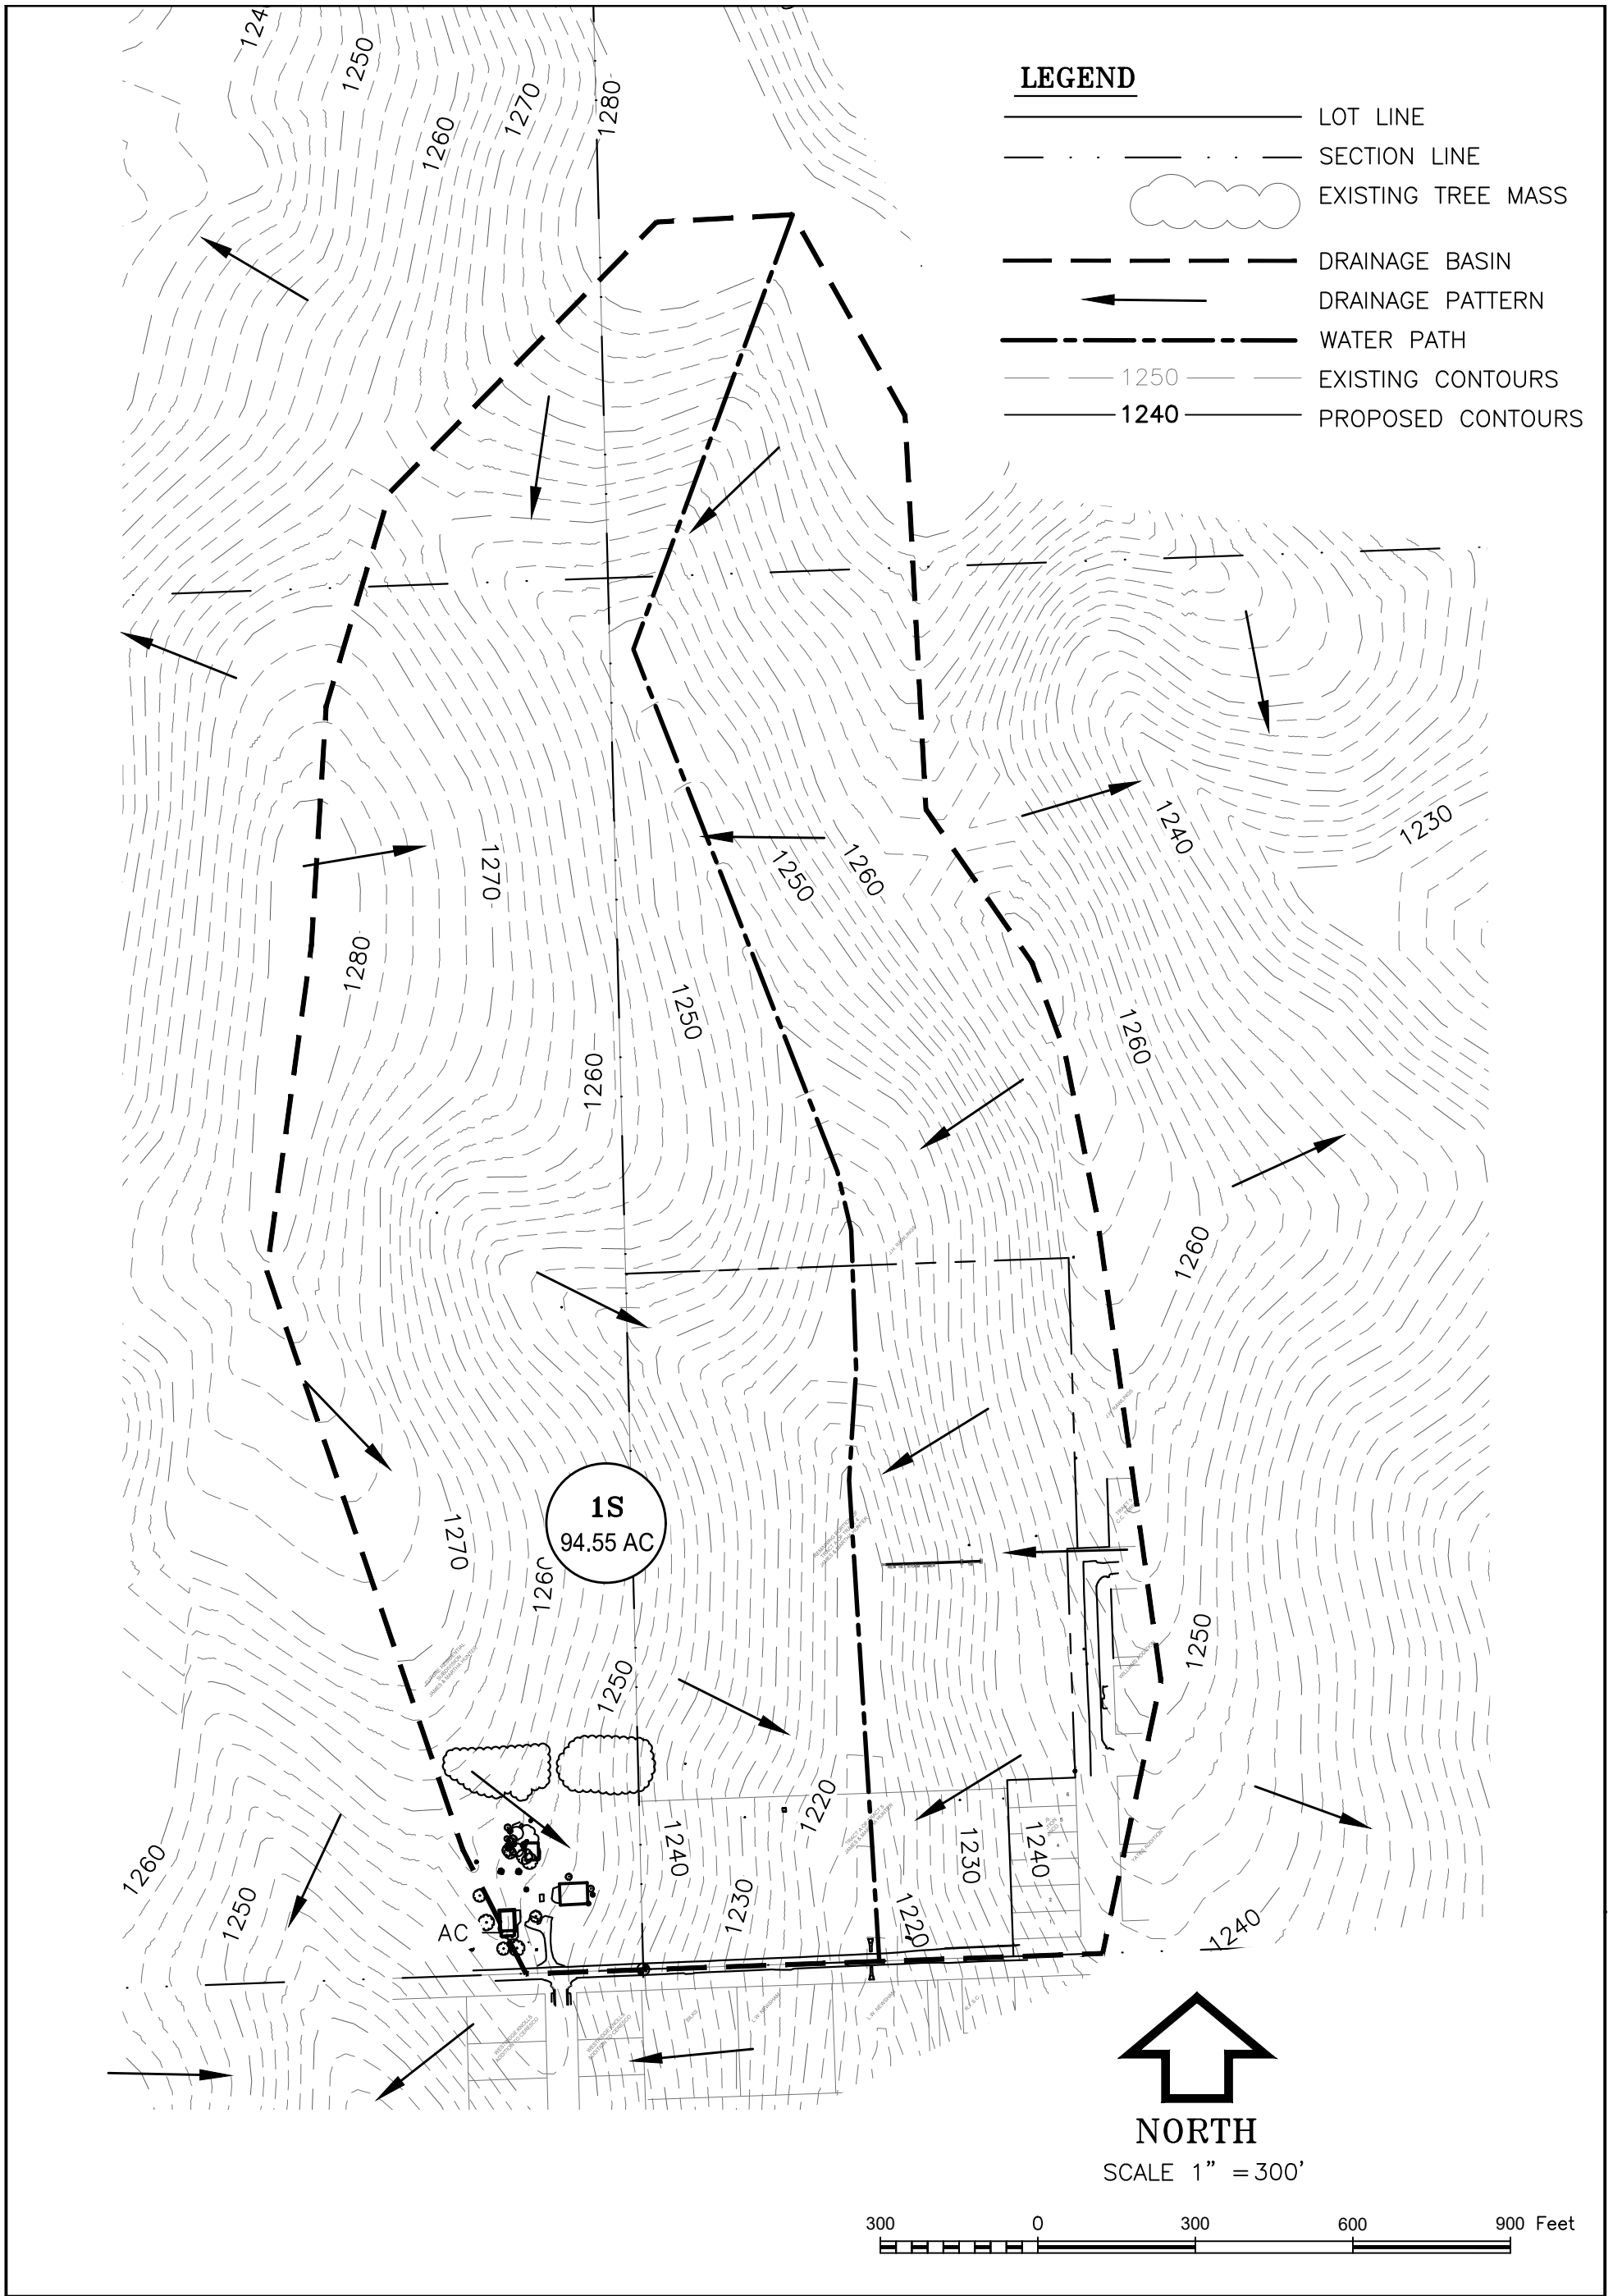 1250
1260
1270
1280
LEGEND
LOT LINE
SECTION LINE
EXISTING TREE MASS
DRAINAGE BASIN
DRAINAGE PATTERN
WATER PATH
1250 EXISTING CONTOURS
1240 PROPOSED CONTOURS
1240
1230
1270
1250
1260
1280
1250
1260
1260
1260
1S
94.55 AC
1270
1250
1250
1220
1240
1230
1240
1260
1250
1230
1220
1240
AC
NORTH
SCALE 1" =300'
300 0 300 600 900 Feet